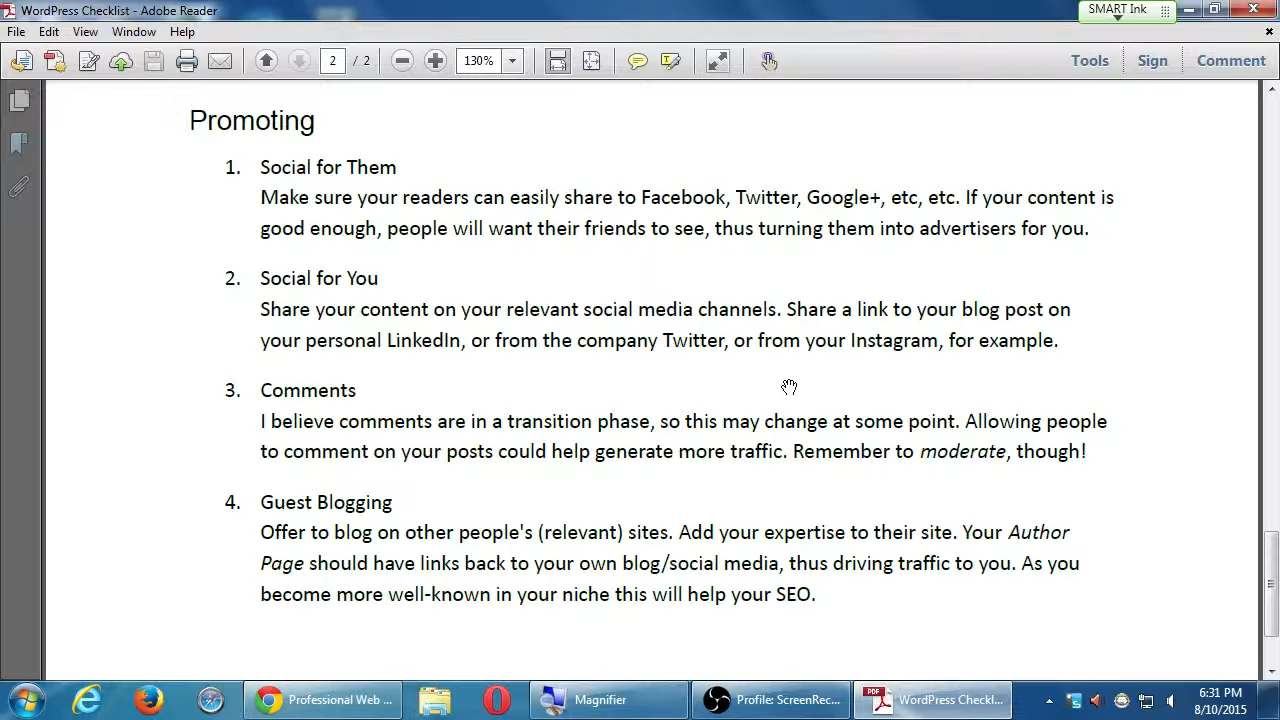 WordPress Checklist - Adobe Reader
SMART Ink
File Edit View Window Help
2 / 2 130% Tools Sign Comment
Promoting
1. Social for Them
Make sure your readers can easily share to Facebook, Twitter, Google+, etc, etc. If your content is
good enough, people will want their friends to see, thus turning them into advertisers for you.
2. Social for You
Share your content on your relevant social media channels. Share a link to your blog post on
your personal LinkedIn, or from the company Twitter, or from your Instagram, for example.
3. Comments
I believe comments are in a transition phase, so this may change at some point. Allowing people
to comment on your posts could help generate more traffic. Remember to moderate, though!
4. Guest Blogging
Offer to blog on other people's (relevant) sites. Add your expertise to their site. Your Author
Page should have links back to your own blog/social media, thus driving traffic to you. As you
become more well-known in your niche this will help your SEO.
Professional Web ... Magnifier Profile: ScreenRec... PDF WordPress Checkl... 6:31 PM
8/10/2015